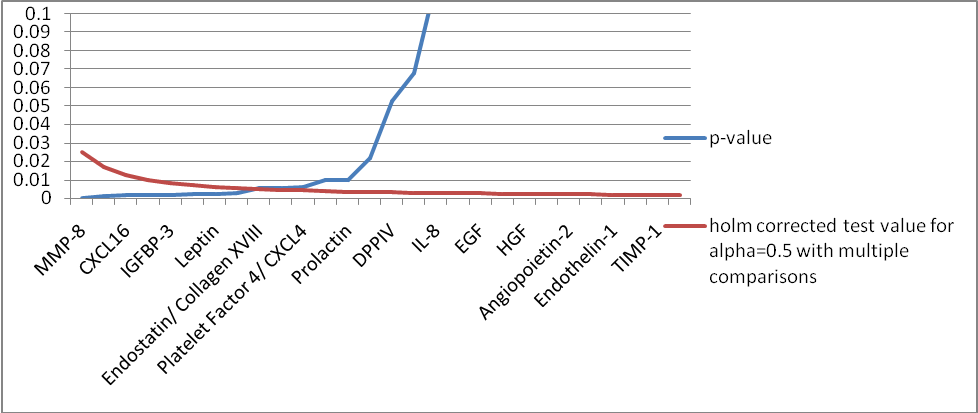 0.1
0.09
0.08
0.07
0.06
0.05
0.04
0.03
0.02
0.01
0
MMP-8
CXCL16
IGFBP-3
Leptin
Endostatin/ Collagen XVIII
Platelet Factor 4/ CXCL4
Prolactin
DPPIV
IL-8
EGF
HGF
Angiopoietin-2
Endothelin-1
TIMP-1
p-value
holm corrected test value for
alpha=0.5 with multiple
comparisons